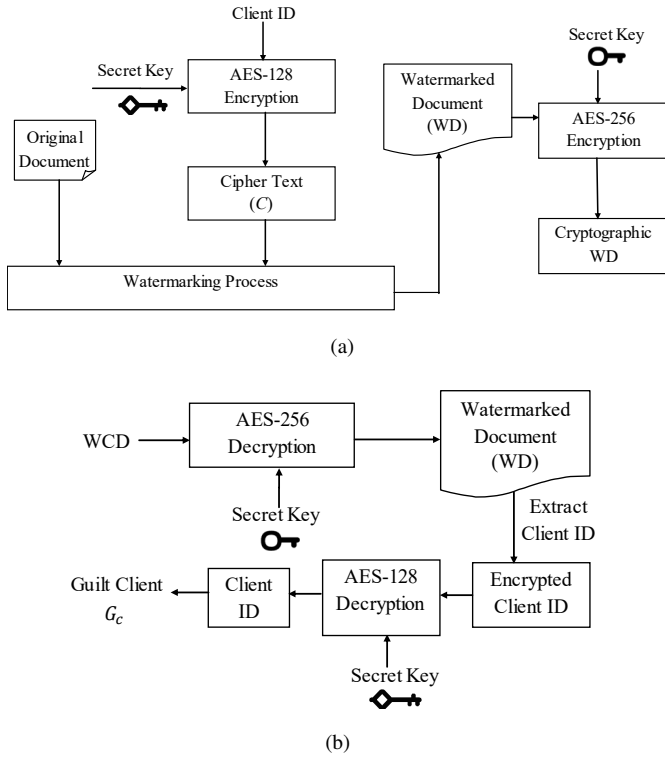 Client ID
Secret Key
AES-128
Encryption
Original
Document
Cipher Text
(C)
Watermarking Process
Watermarked
Document
(WD)
Secret Key
AES-256
Encryption
Cryptographic
WD
(a)
WCD
AES-256
Decryption
Secret Key
Watermarked
Document
(WD)
Extract
Client ID
Encrypted
Client ID
AES-128
Decryption
Secret Key
Client
ID
Guilt Client
G_c
(b)